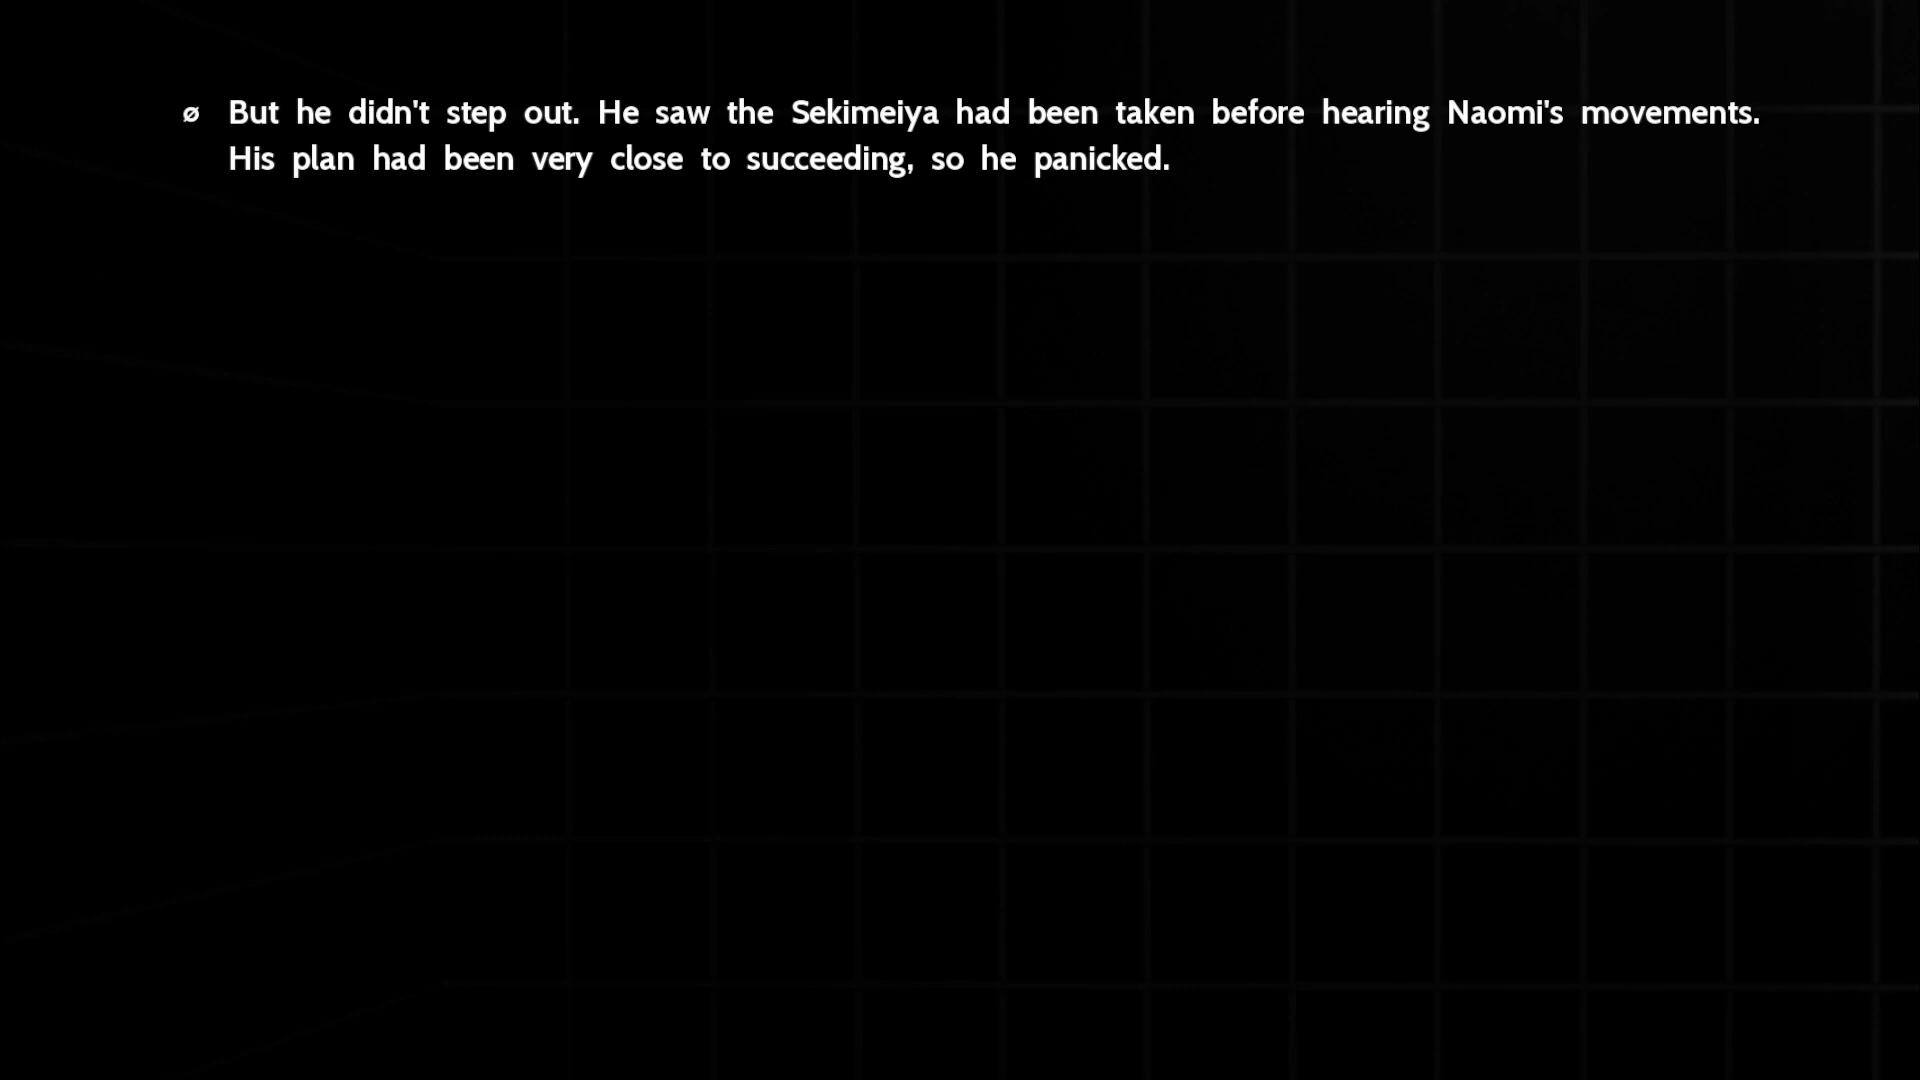 ø But he didn't step out. He saw the Sekimeiya had been taken before hearing Naomi's movements.
His plan had been very close to succeeding, so he panicked.